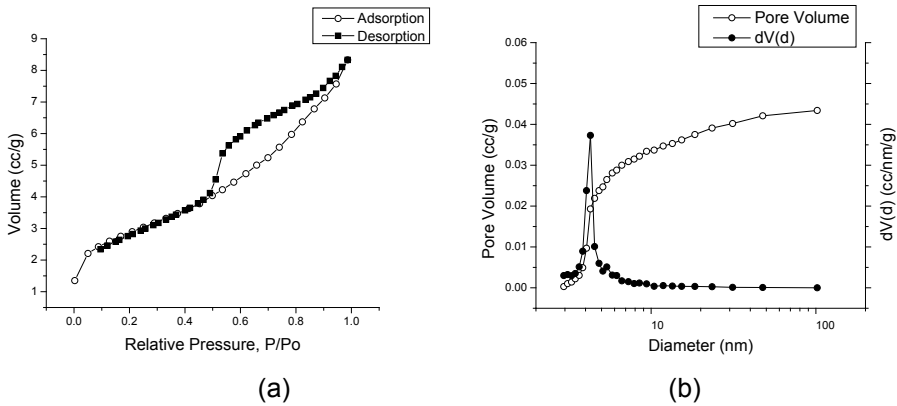 Adsorption
Desorption
9
8
7
6
5
4
3
2
1
Volume (cc/g)
0.0 0.2 0.4 0.6 0.8 1.0
Relative Pressure, P/Po
(a)
Pore Volume
dV(d)
0.06
0.05
0.04
0.03
0.02
0.01
0.00
Pore Volume (cc/g)
dV(d) (cc/nm/g)
10 100
Diameter (nm)
(b)